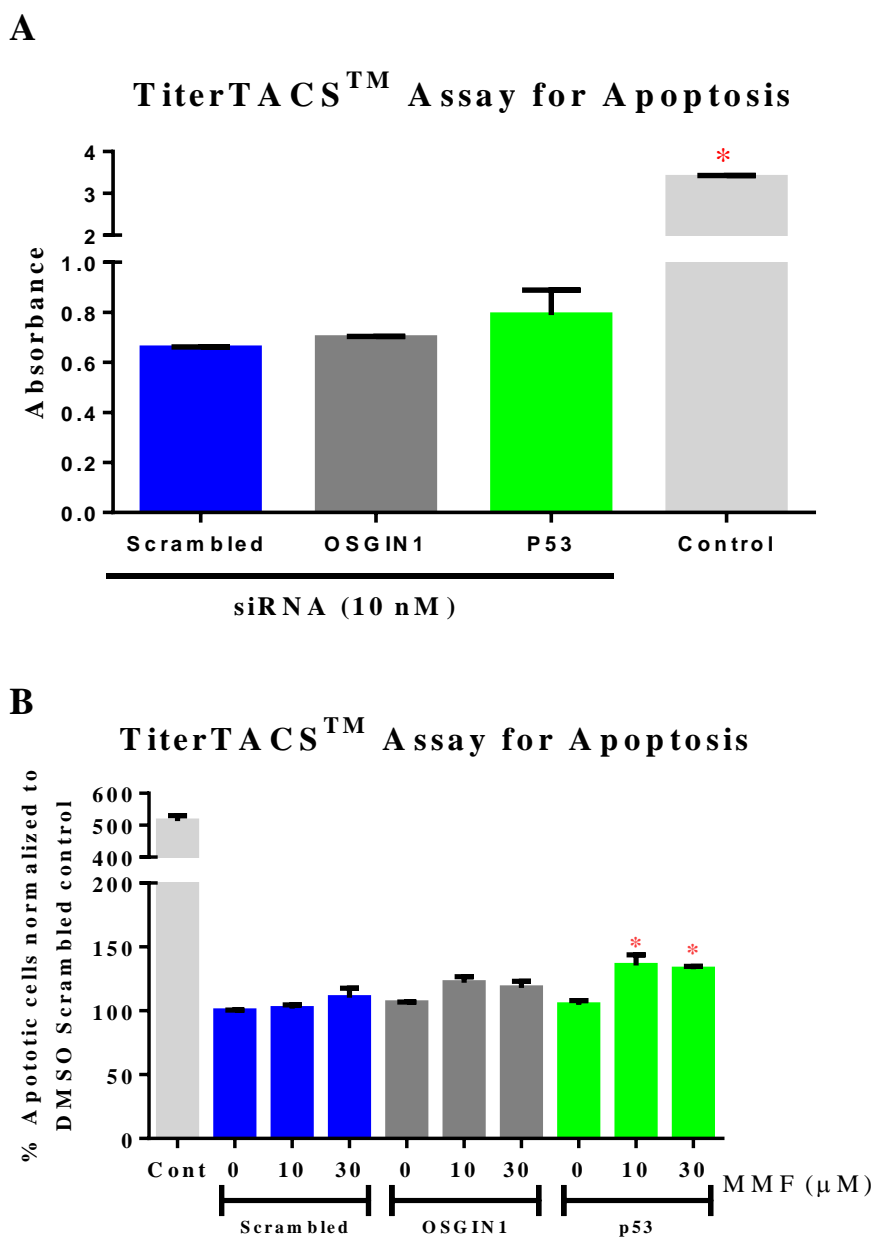 A
TiterTACS™ Assay for Apoptosis
Absorbance
4
3
2
1.0
0.8
0.6
0.4
0.2
0.0
*
Scrambled OSGIN1 P53 Control
siRNA (10 nM)
B
TiterTACS™ Assay for Apoptosis
% Apototic cells normalized to
DMSO Scrambled control
600
500
400
200
150
100
50
0
* *
Cont 0 10 30 0 10 30 0 10 30 MMF (μM)
Scrambled OSGIN1 p53